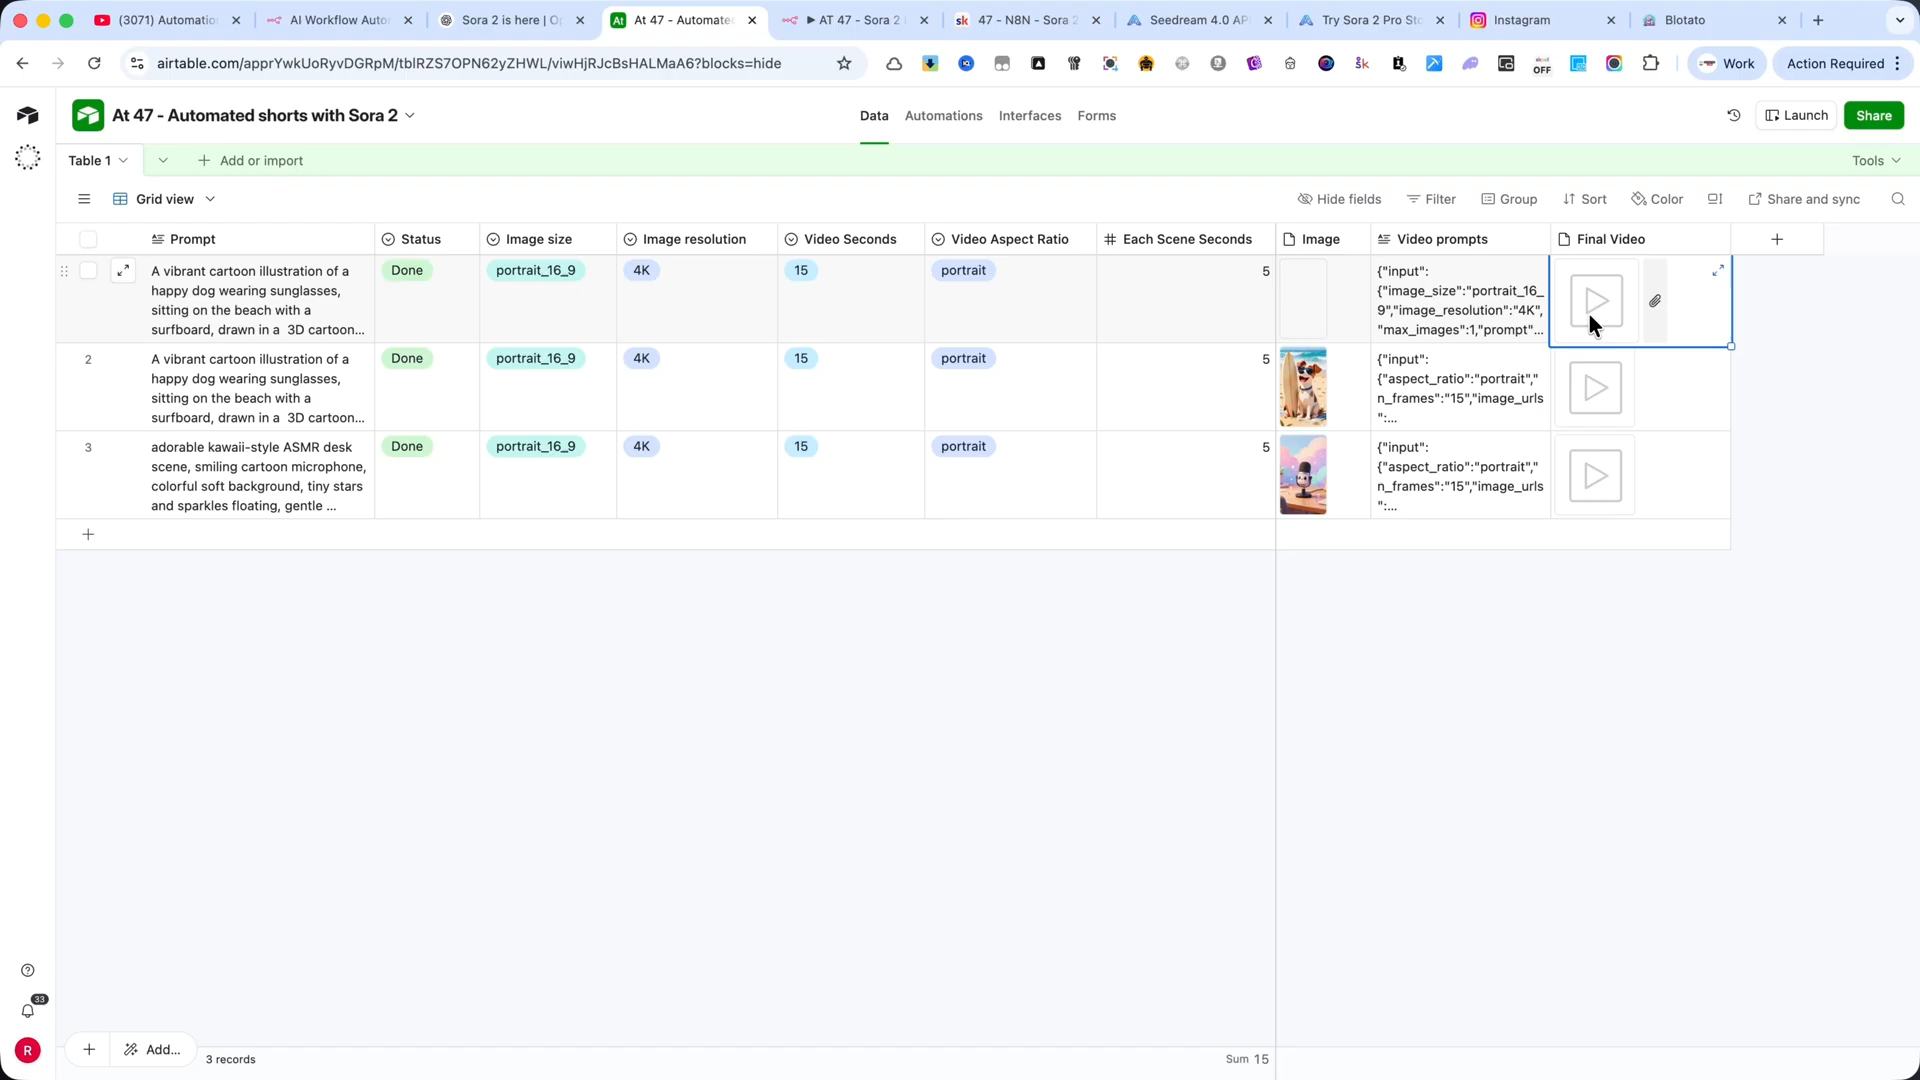 (3071) Automatio
AI Workflow Auto
Sora 2 is here | Op
At 47 - Automate
AT 47 - Sora 2
47 - N8N - Sora 2
Seedream 4.0 AP
Try Sora 2 Pro Sto
Instagram
Blotato
airtable.com/apprYwkUoRyvDGRpM/tblRZS7OPN62yZHWL/viwHjRJcBsHALMaA6?blocks=hide
OFF
Work
Action Required
At 47 - Automated shorts with Sora 2
Data
Automations
Interfaces
Forms
Launch
Share
Table 1
Add or import
Tools
Grid view
Hide fields
Filter
Group
Sort
Color
Share and sync
Prompt
Status
Image size
Image resolution
Video Seconds
Video Aspect Ratio
Each Scene Seconds
Image
Video prompts
Final Video
A vibrant cartoon illustration of a
happy dog wearing sunglasses,
sitting on the beach with a
surfboard, drawn in a 3D cartoon...
Done
portrait_16_9
4K
15
portrait
5
{"input":
{"image_size":"portrait_16_
9","image_resolution":"4K",
"max_images":1,"prompt"...
2
A vibrant cartoon illustration of a
happy dog wearing sunglasses,
sitting on the beach with a
surfboard, drawn in a 3D cartoon...
Done
portrait_16_9
4K
15
portrait
5
{"input":
{"aspect_ratio":"portrait","
n_frames":"15","image_urls
":...
3
adorable kawaii-style ASMR desk
scene, smiling cartoon microphone,
colorful soft background, tiny stars
and sparkles floating, gentle ...
Done
portrait_16_9
4K
15
portrait
5
{"input":
{"aspect_ratio":"portrait","
n_frames":"15","image_urls
":...
33
R
Add...
3 records
Sum 15